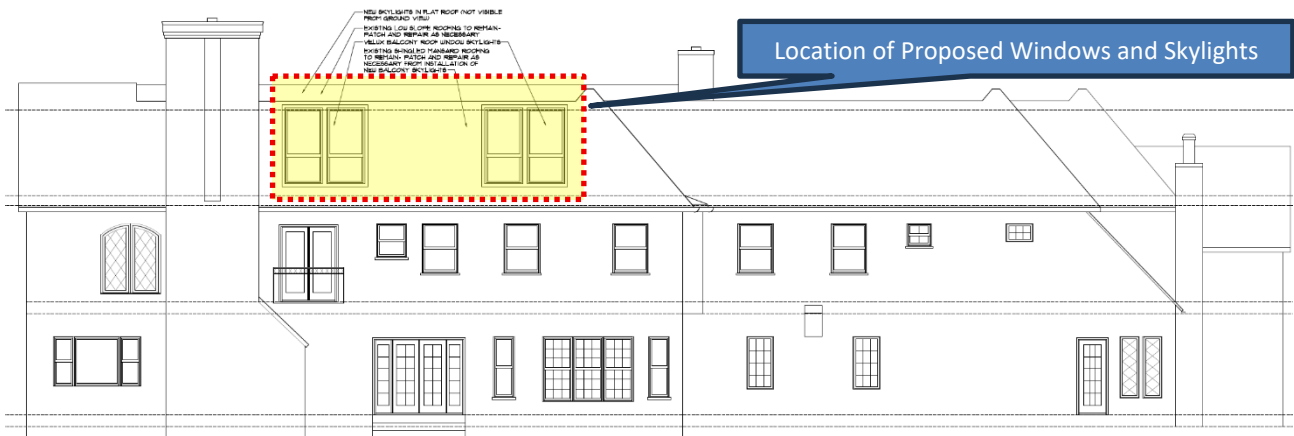 NEW SKYLIGHTS IN FLAT ROOF (NOT VISIBLE
FROM GROUND VIEW)
EXISTING LOW SLOPE ROOFING TO REMAIN-
PATCH AND REPAIR AS NECESSARY
VELUX BALCONY ROOF WINDOW SKYLIGHTS
EXISTING SHINGLED MANSARD ROOFING
TO REMAIN- PATCH AND REPAIR AS
NECESSARY FROM INSTALLATION OF
NEW BALCONY SKYLIGHTS
Location of Proposed Windows and Skylights